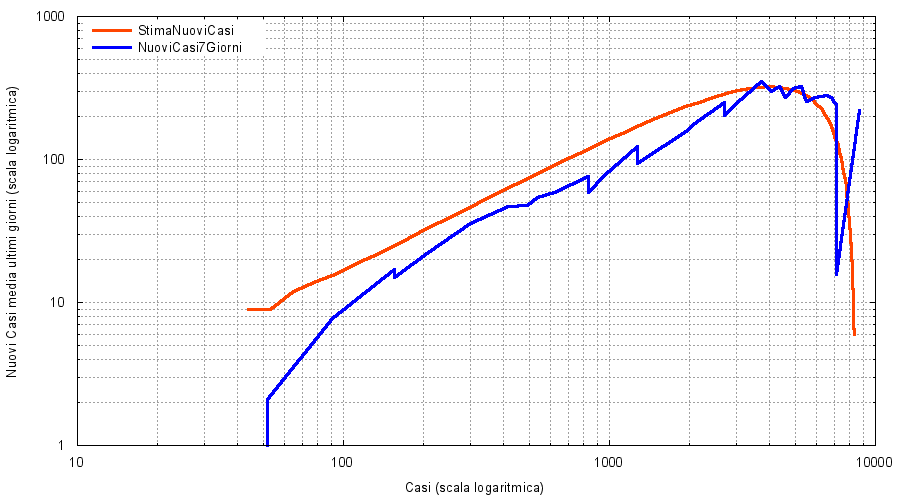 1000
StimaNuoviCasi
NuoviCasi7Giorni
100
10
1
Nuovi Casi media ultimi giorni (scala logaritmica)
10 100 1000 10000
Casi (scala logaritmica)